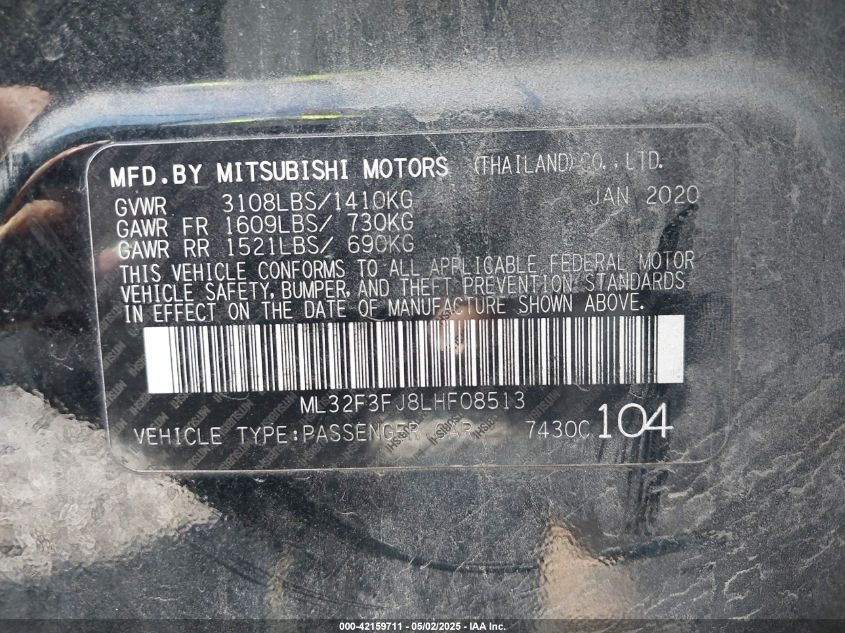 MFD.BY MITSUBISHI MOTORS (THAILAND) CO., LTD.
GVWR 3108LBS/1410KG JAN 2020
GAWR FR 1609LBS/ 730KG
GAWR RR 1521LBS/ 690KG
THIS VEHICLE CONFORMS TO ALL APPLICABLE FEDERAL MOTOR
VEHICLE SAFETY, BUMPER, AND THEFT PREVENTION STANDARDS
IN EFFECT ON THE DATE OF MANUFACTURE SHOWN ABOVE.
ML32F3FJ8LHF08513
VEHICLE TYPE:PASSENGER CAR 7430C104
000-42159711 - 05/02/2025 - IAA Inc.